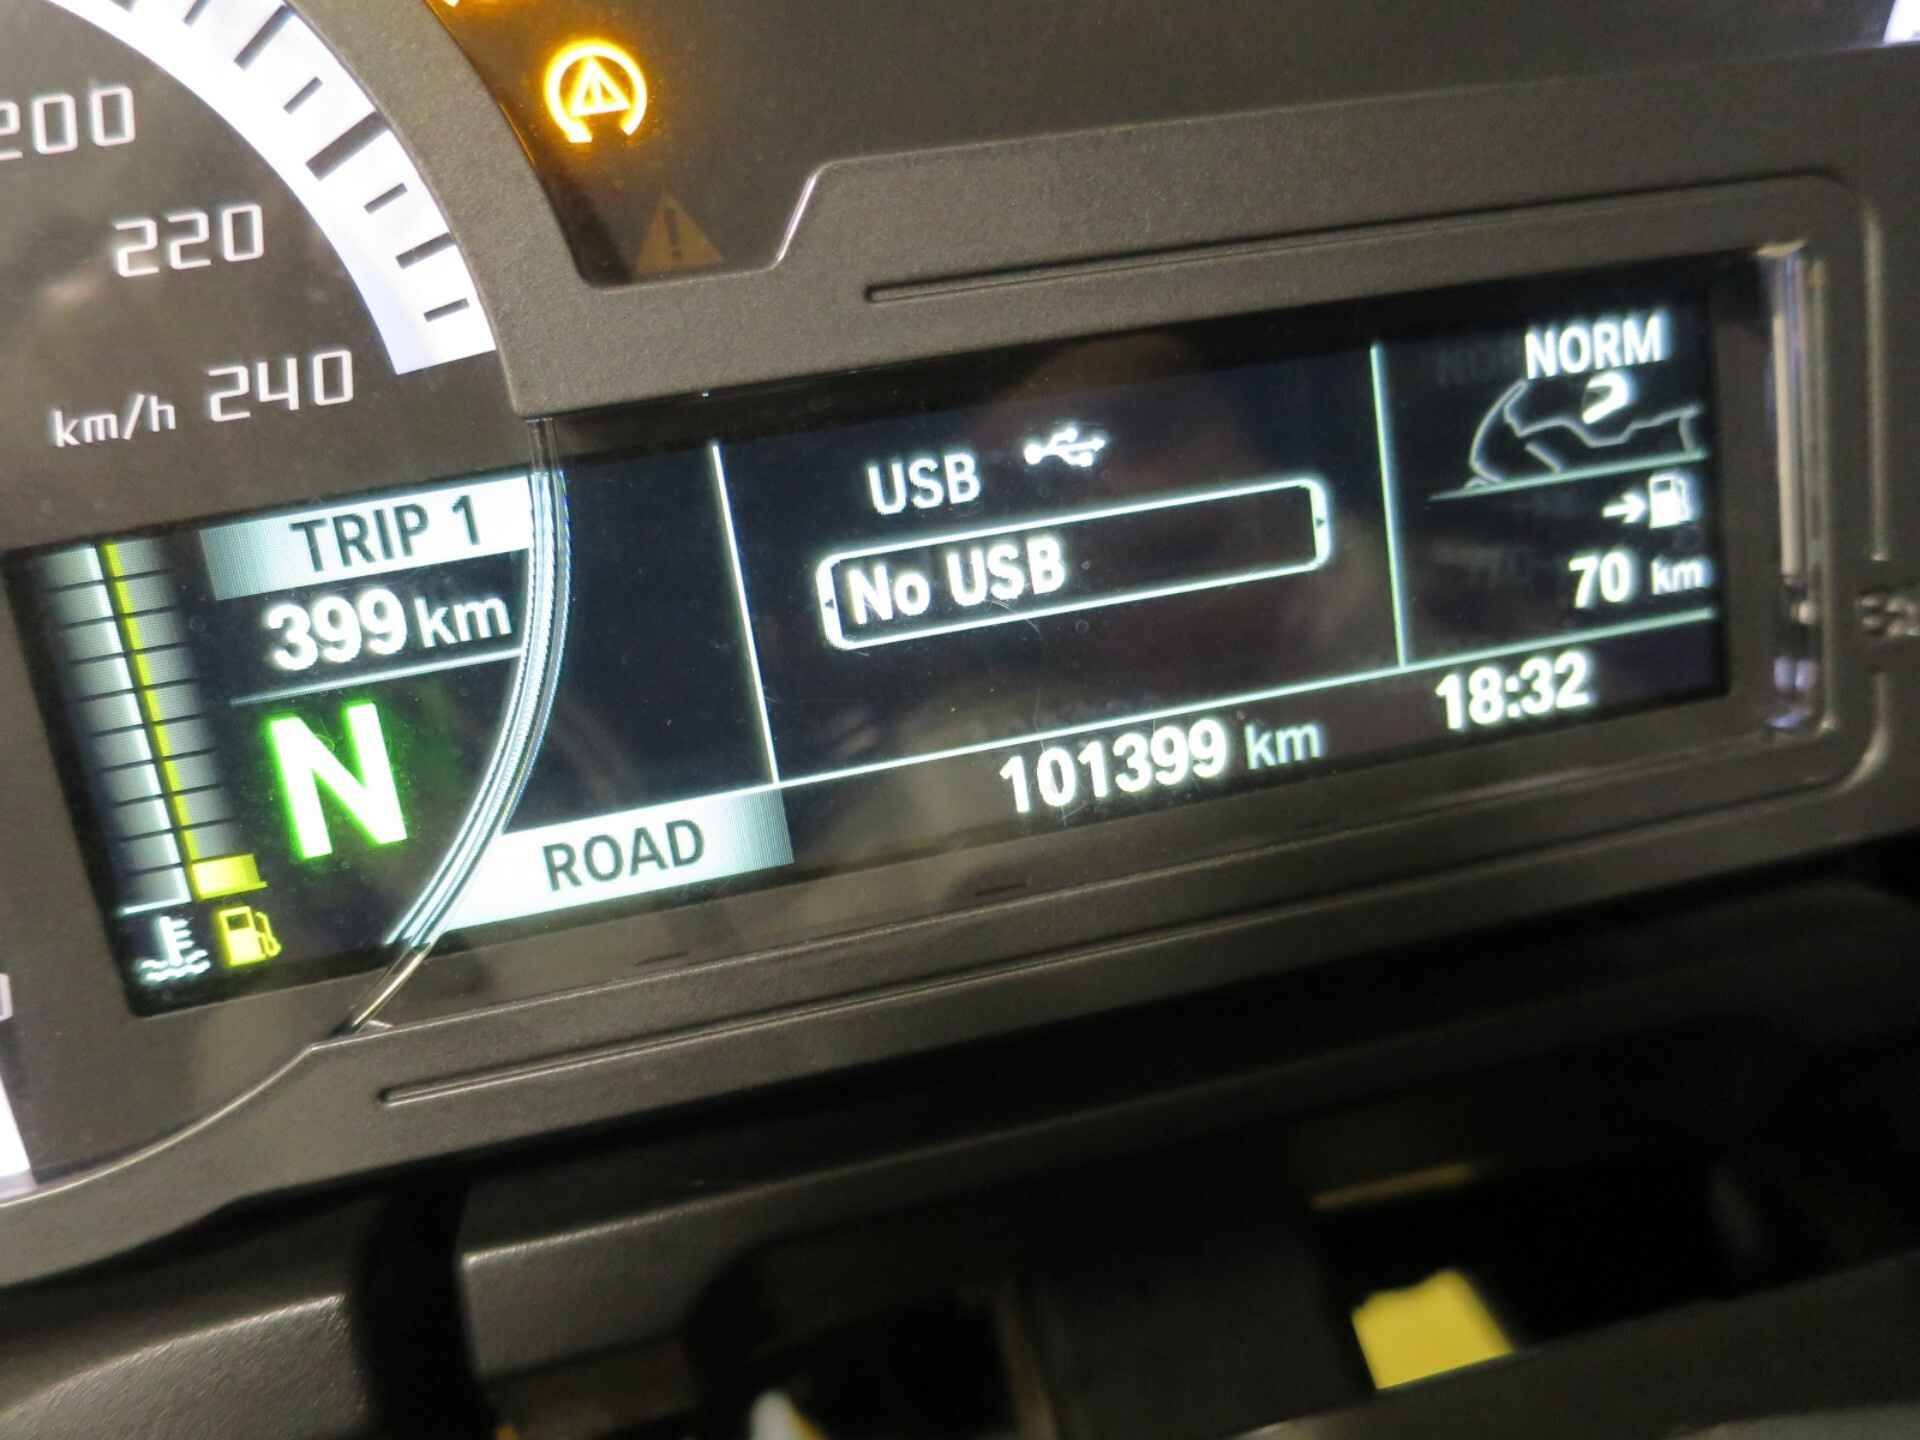 200
220
km/h 240
NORM
USB
TRIP 1
No USB
399 km
70 km
N
18:32
101399 km
ROAD